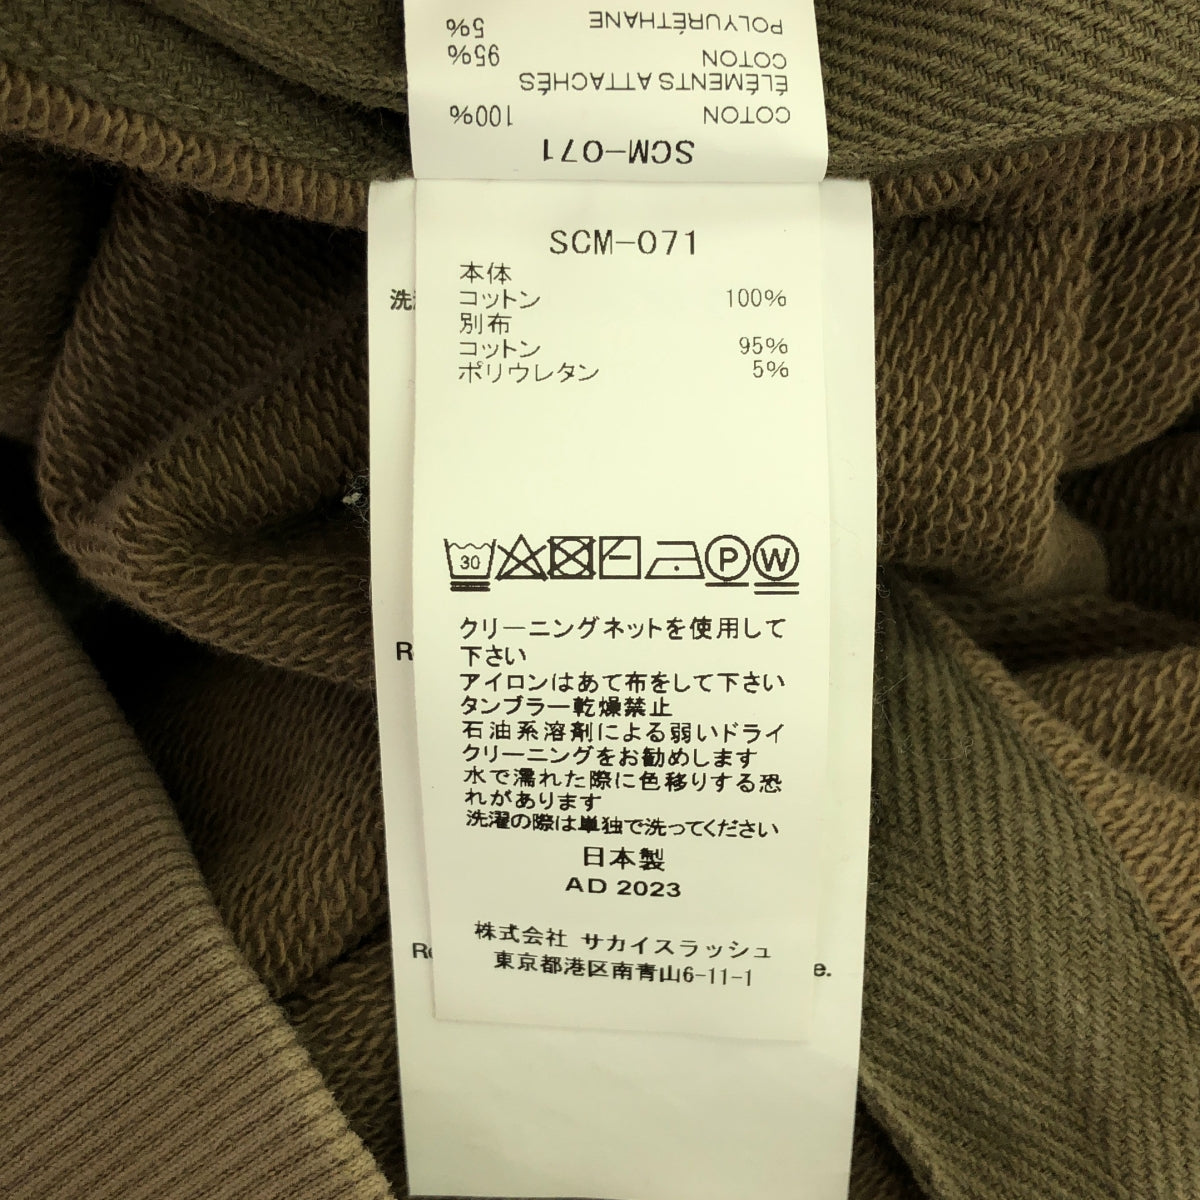 POLYURÉTHANE 5%
COTON 95%
ÉLÉMENTS ATTACHÉS
COTON 100%
SCM-071
SCM-071
本体
コットン 100%
別布
コットン 95%
ポリウレタン 5%
洗
30 P W
クリーニングネットを使用して
下さい
アイロンはあて布をして下さい
タンブラー乾燥禁止
石油系溶剤による弱いドライ
クリーニングをお勧めします
水で濡れた際に色移りする恐
れがあります
洗濯の際は単独で洗ってください
日本製
AD 2023
株式会社 サカイスラッシュ
東京都港区南青山6-11-1